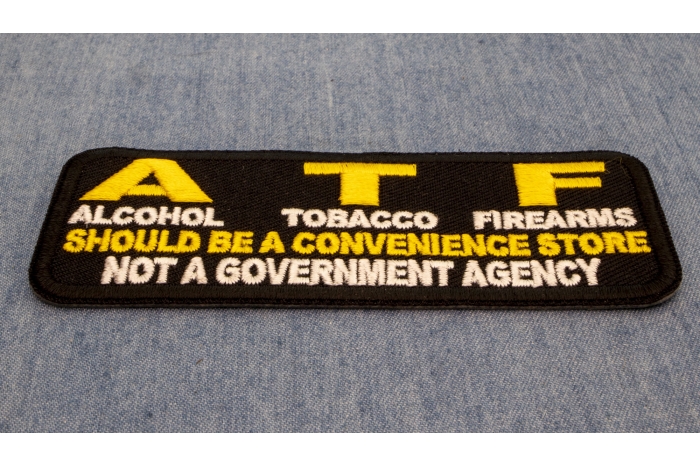 A T F
ALCOHOL TOBACCO FIREARMS
SHOULD BE A CONVENIENCE STORE
NOT A GOVERNMENT AGENCY